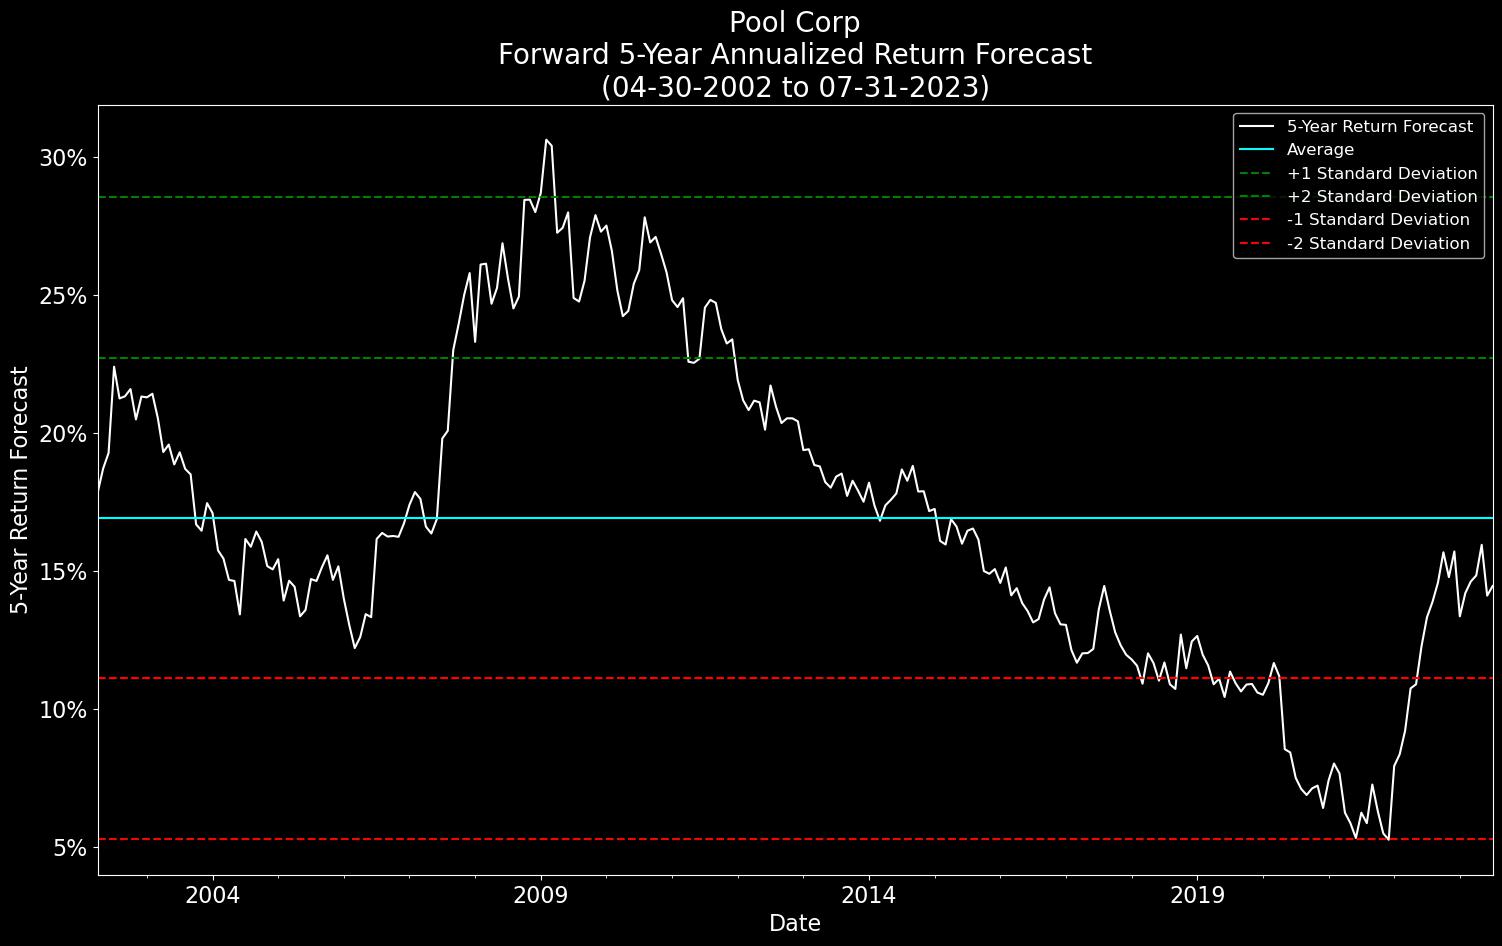 Pool Corp
Forward 5-Year Annualized Return Forecast
(04-30-2002 to 07-31-2023)
5-Year Return Forecast
Average
+1 Standard Deviation
+2 Standard Deviation
-1 Standard Deviation
-2 Standard Deviation
30%
25%
20%
15%
10%
5%
5-Year Return Forecast
2004
2009
2014
2019
Date